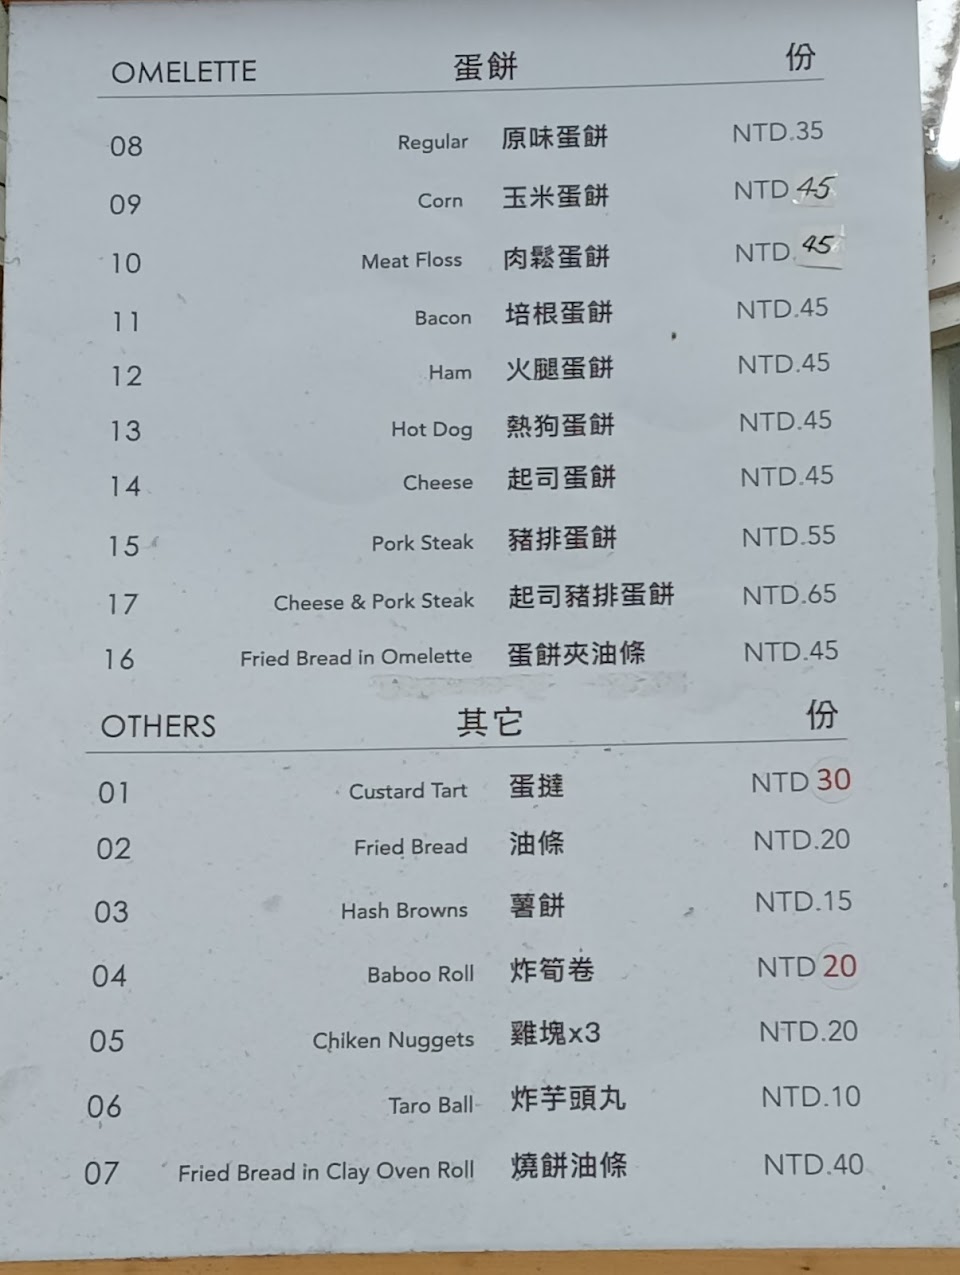 OMELETTE 蛋餅 份
08 Regular 原味蛋餅 NTD.35
09 Corn 玉米蛋餅 NTD 45
10 Meat Floss 肉鬆蛋餅 NTD. 45
11 Bacon 培根蛋餅 NTD.45
12 Ham 火腿蛋餅 NTD.45
13 Hot Dog 熱狗蛋餅 NTD.45
14 Cheese 起司蛋餅 NTD.45
15 Pork Steak 豬排蛋餅 NTD.55
17 Cheese & Pork Steak 起司豬排蛋餅 NTD.65
16 Fried Bread in Omelette 蛋餅夾油條 NTD.45
OTHERS 其它 份
01 Custard Tart 蛋撻 NTD 30
02 Fried Bread 油條 NTD.20
03 Hash Browns 薯餅 NTD.15
04 Baboo Roll 炸筍卷 NTD 20
05 Chiken Nuggets 雞塊x3 NTD.20
06 Taro Ball 炸芋頭丸 NTD.10
07 Fried Bread in Clay Oven Roll 燒餅油條 NTD.40